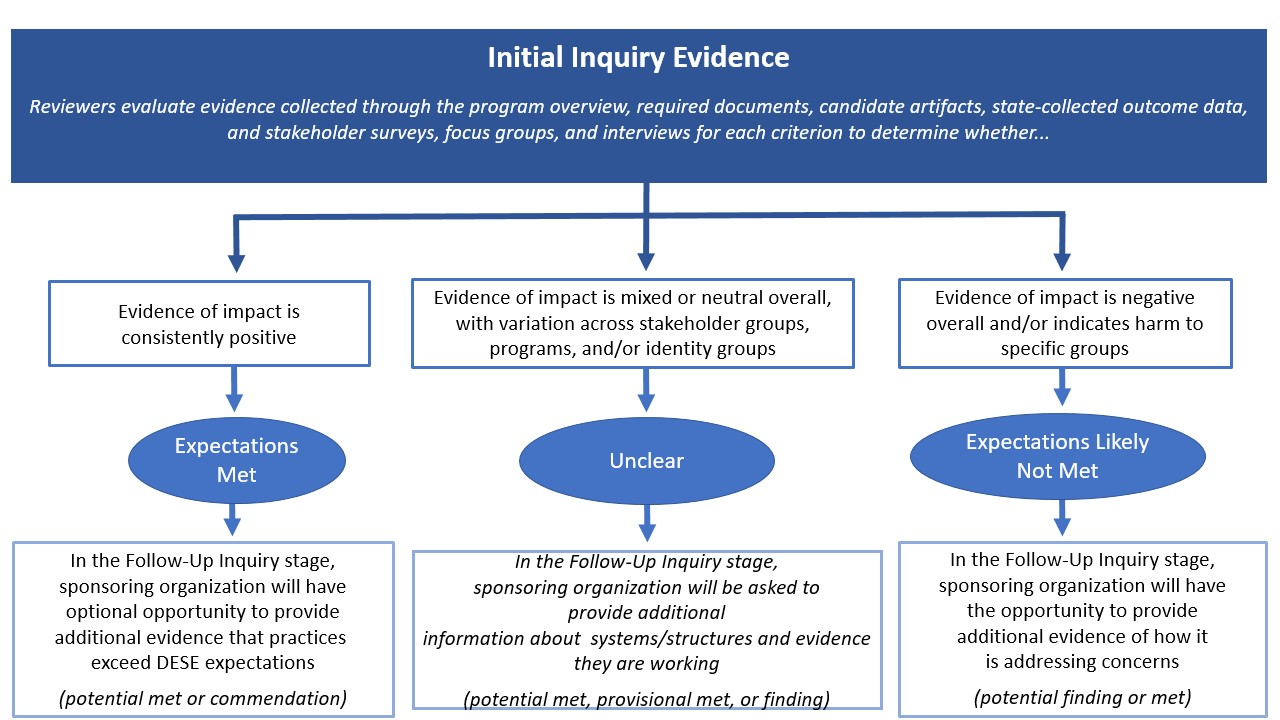 Initial Inquiry Evidence
Reviewers evaluate evidence collected through the program overview, required documents, candidate artifacts, state-collected outcome data,
and stakeholder surveys, focus groups, and interviews for each criterion to determine whether...
Evidence of impact is
consistently positive
Evidence of impact is mixed or neutral overall,
with variation across stakeholder groups,
programs, and/or identity groups
Evidence of impact is negative
overall and/or indicates harm to
specific groups
Expectations
Met
Unclear
Expectations Likely
Not Met
In the Follow-Up Inquiry stage,
sponsoring organization will have
optional opportunity to provide
additional evidence that practices
exceed DESE expectations
(potential met or commendation)
In the Follow-Up Inquiry stage,
sponsoring organization will be asked to
provide additional
information about  systems/structures and evidence
they are working
(potential met, provisional met, or finding)
In the Follow-Up Inquiry stage,
sponsoring organization will have
the opportunity to provide
additional evidence of how it
is addressing concerns
(potential finding or met)